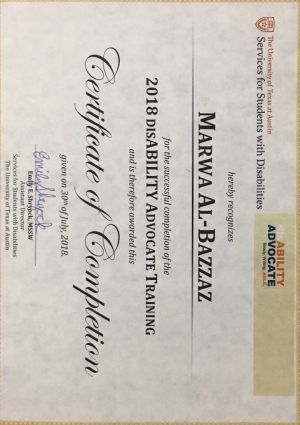 The University of Texas at Austin
Services for Students with Disabilities
ABILITY
ADVOCATE
Ready. Willing. ABLE.
hereby recognizes
MARWA AL-BAZZAZ
for the successful completion of the
2018 DISABILITY ADVOCATE TRAINING
and is therefore awarded this
Certificate of Completion
given on 30th of July, 2018.
Emily E. Shryock, MSSW
Assistant Director
Services for Students with Disabilities
The University of Texas at Austin